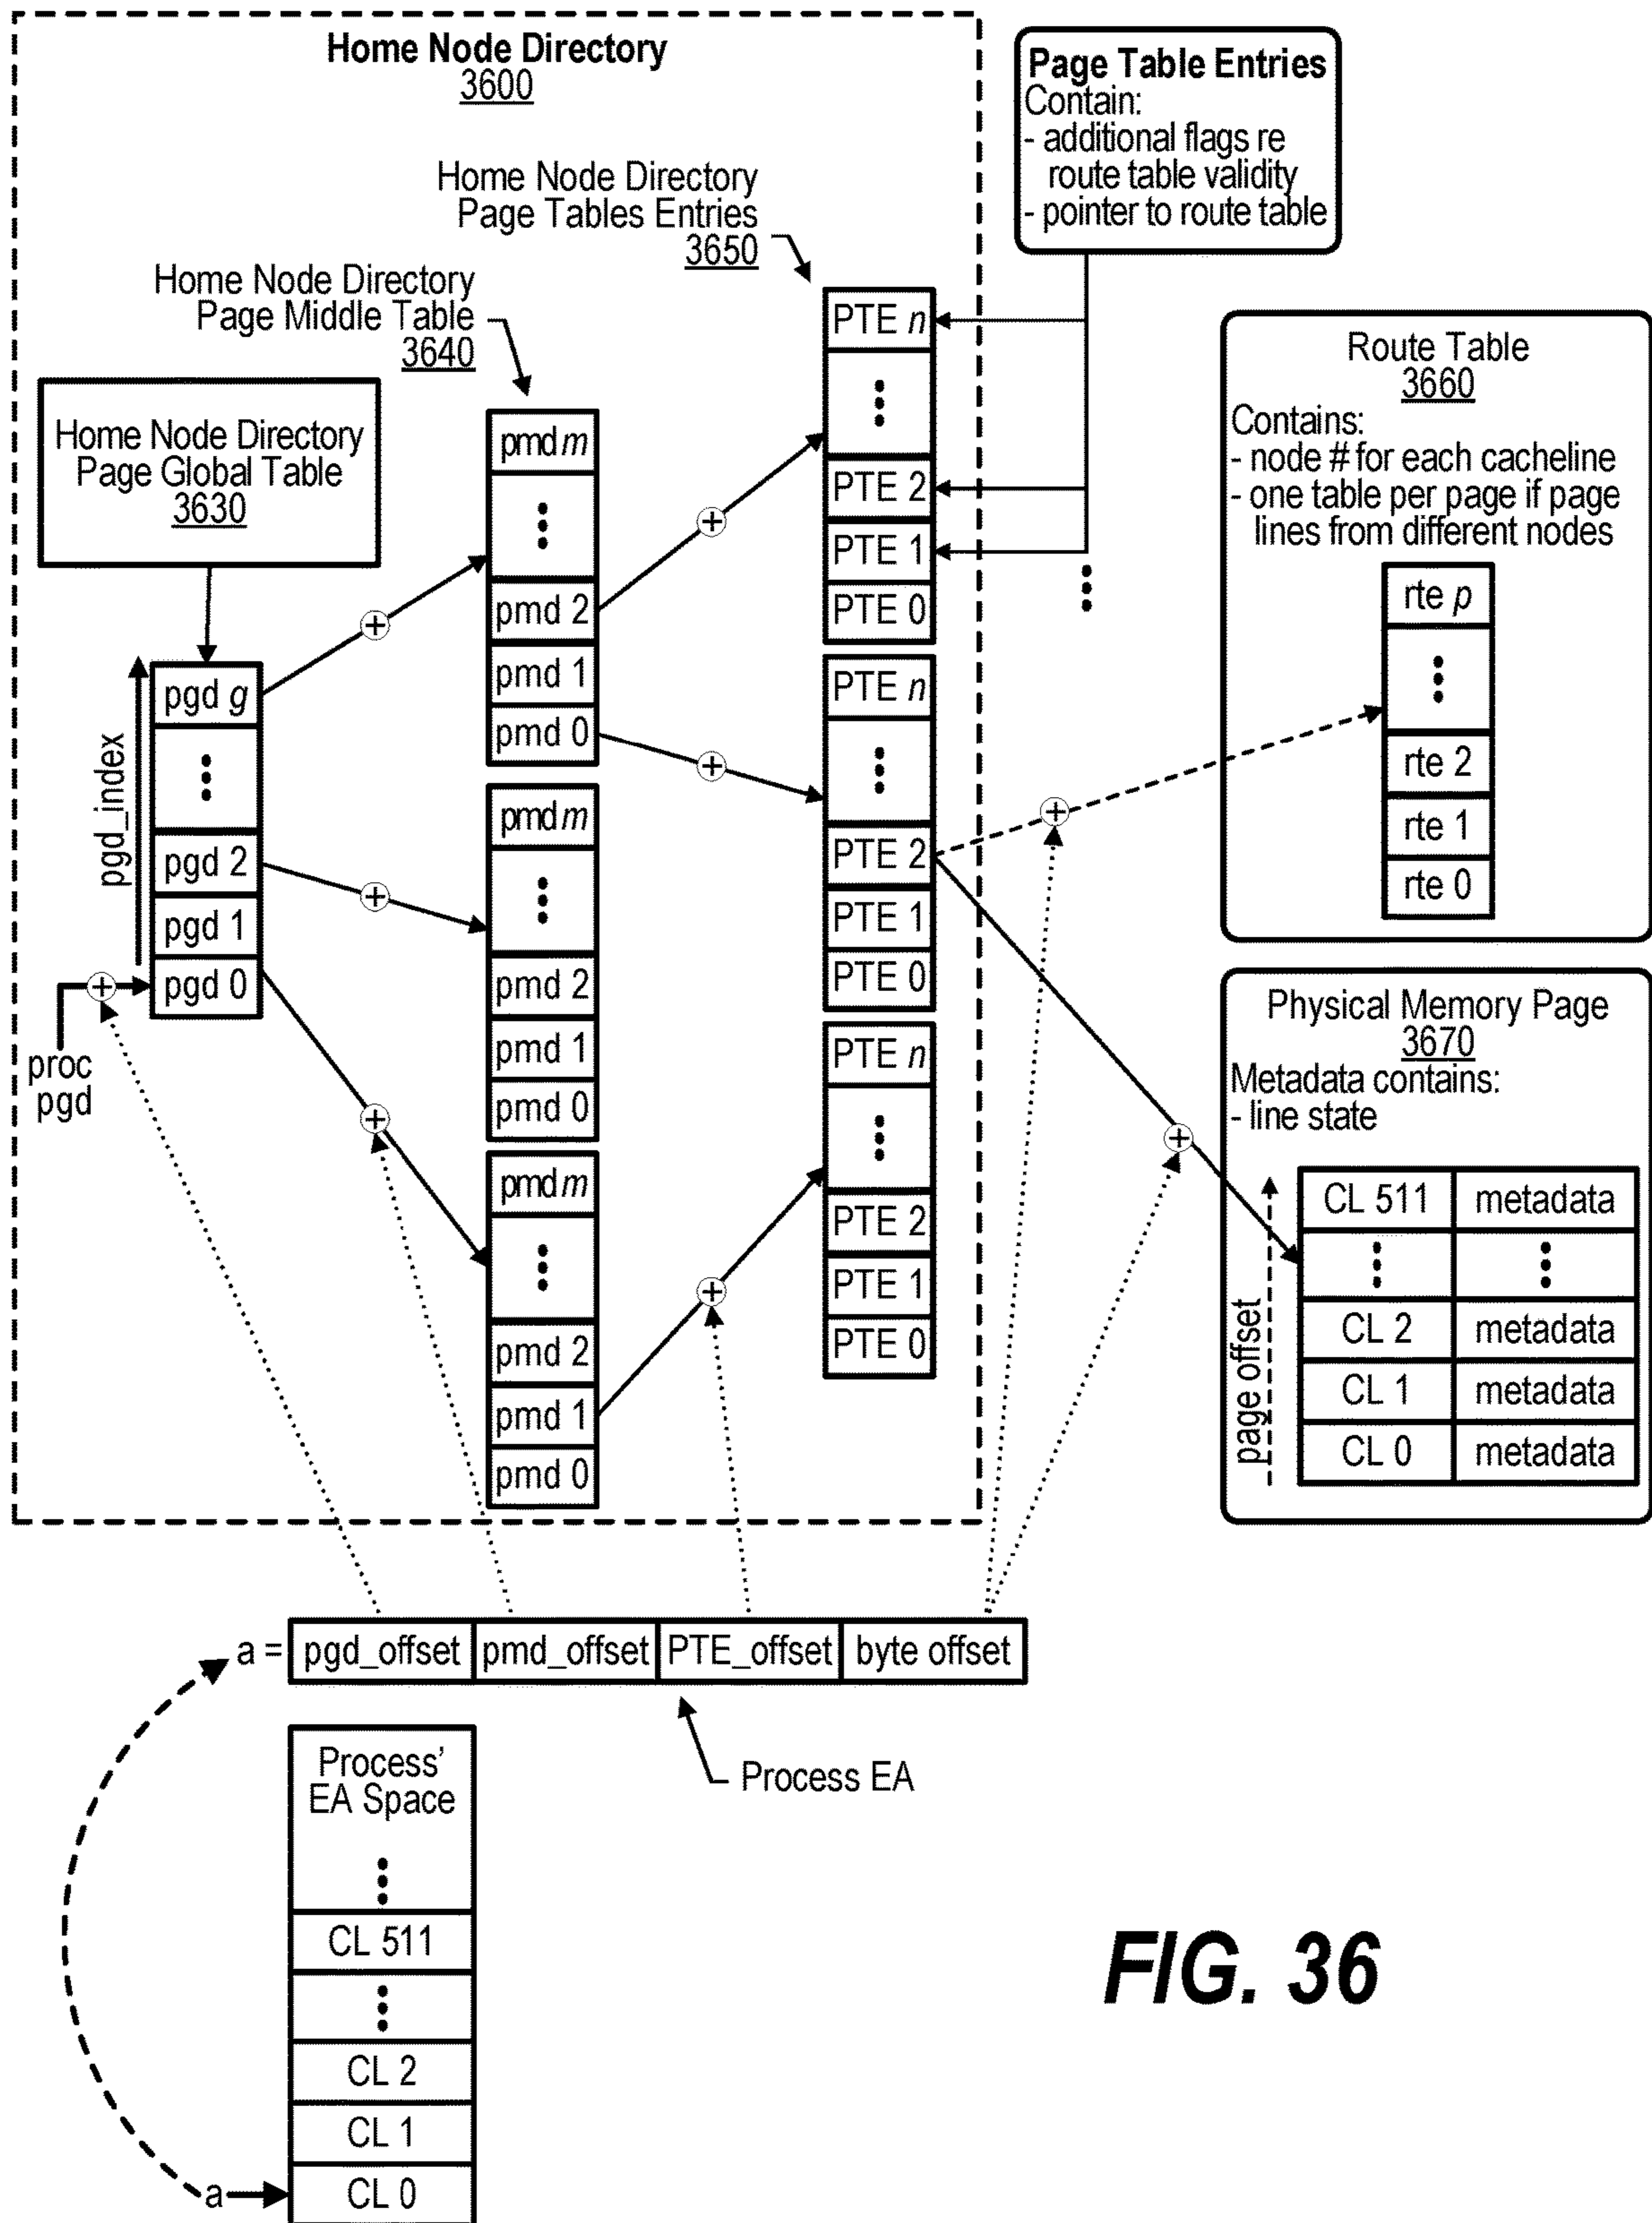 Home Node Directory
3600
Page Table Entries
Contain:
- additional flags re
route table validity
- pointer to route table
Home Node Directory
Page Tables Entries
3650
Home Node Directory
Page Middle Table
3640
Home Node Directory
Page Global Table
3630
pgd_index
pgd g
pgd 2
pgd 1
pgd 0
proc
pgd
pmd m
pmd 2
pmd 1
pmd 0
pmd m
pmd 2
pmd 1
pmd 0
pmd m
pmd 2
pmd 1
pmd 0
PTE n
PTE 2
PTE 1
PTE 0
PTE n
PTE 2
PTE 1
PTE 0
PTE n
PTE 2
PTE 1
PTE 0
Route Table
3660
Contains:
- node # for each cacheline
- one table per page if page
lines from different nodes
rte p
rte 2
rte 1
rte 0
Physical Memory Page
3670
Metadata contains:
- line state
page offset
CL 511 metadata
CL 2 metadata
CL 1 metadata
CL 0 metadata
a = pgd_offset pmd_offset PTE_offset byte offset
Process EA
Process’
EA Space
CL 511
CL 2
CL 1
a CL 0
FIG. 36